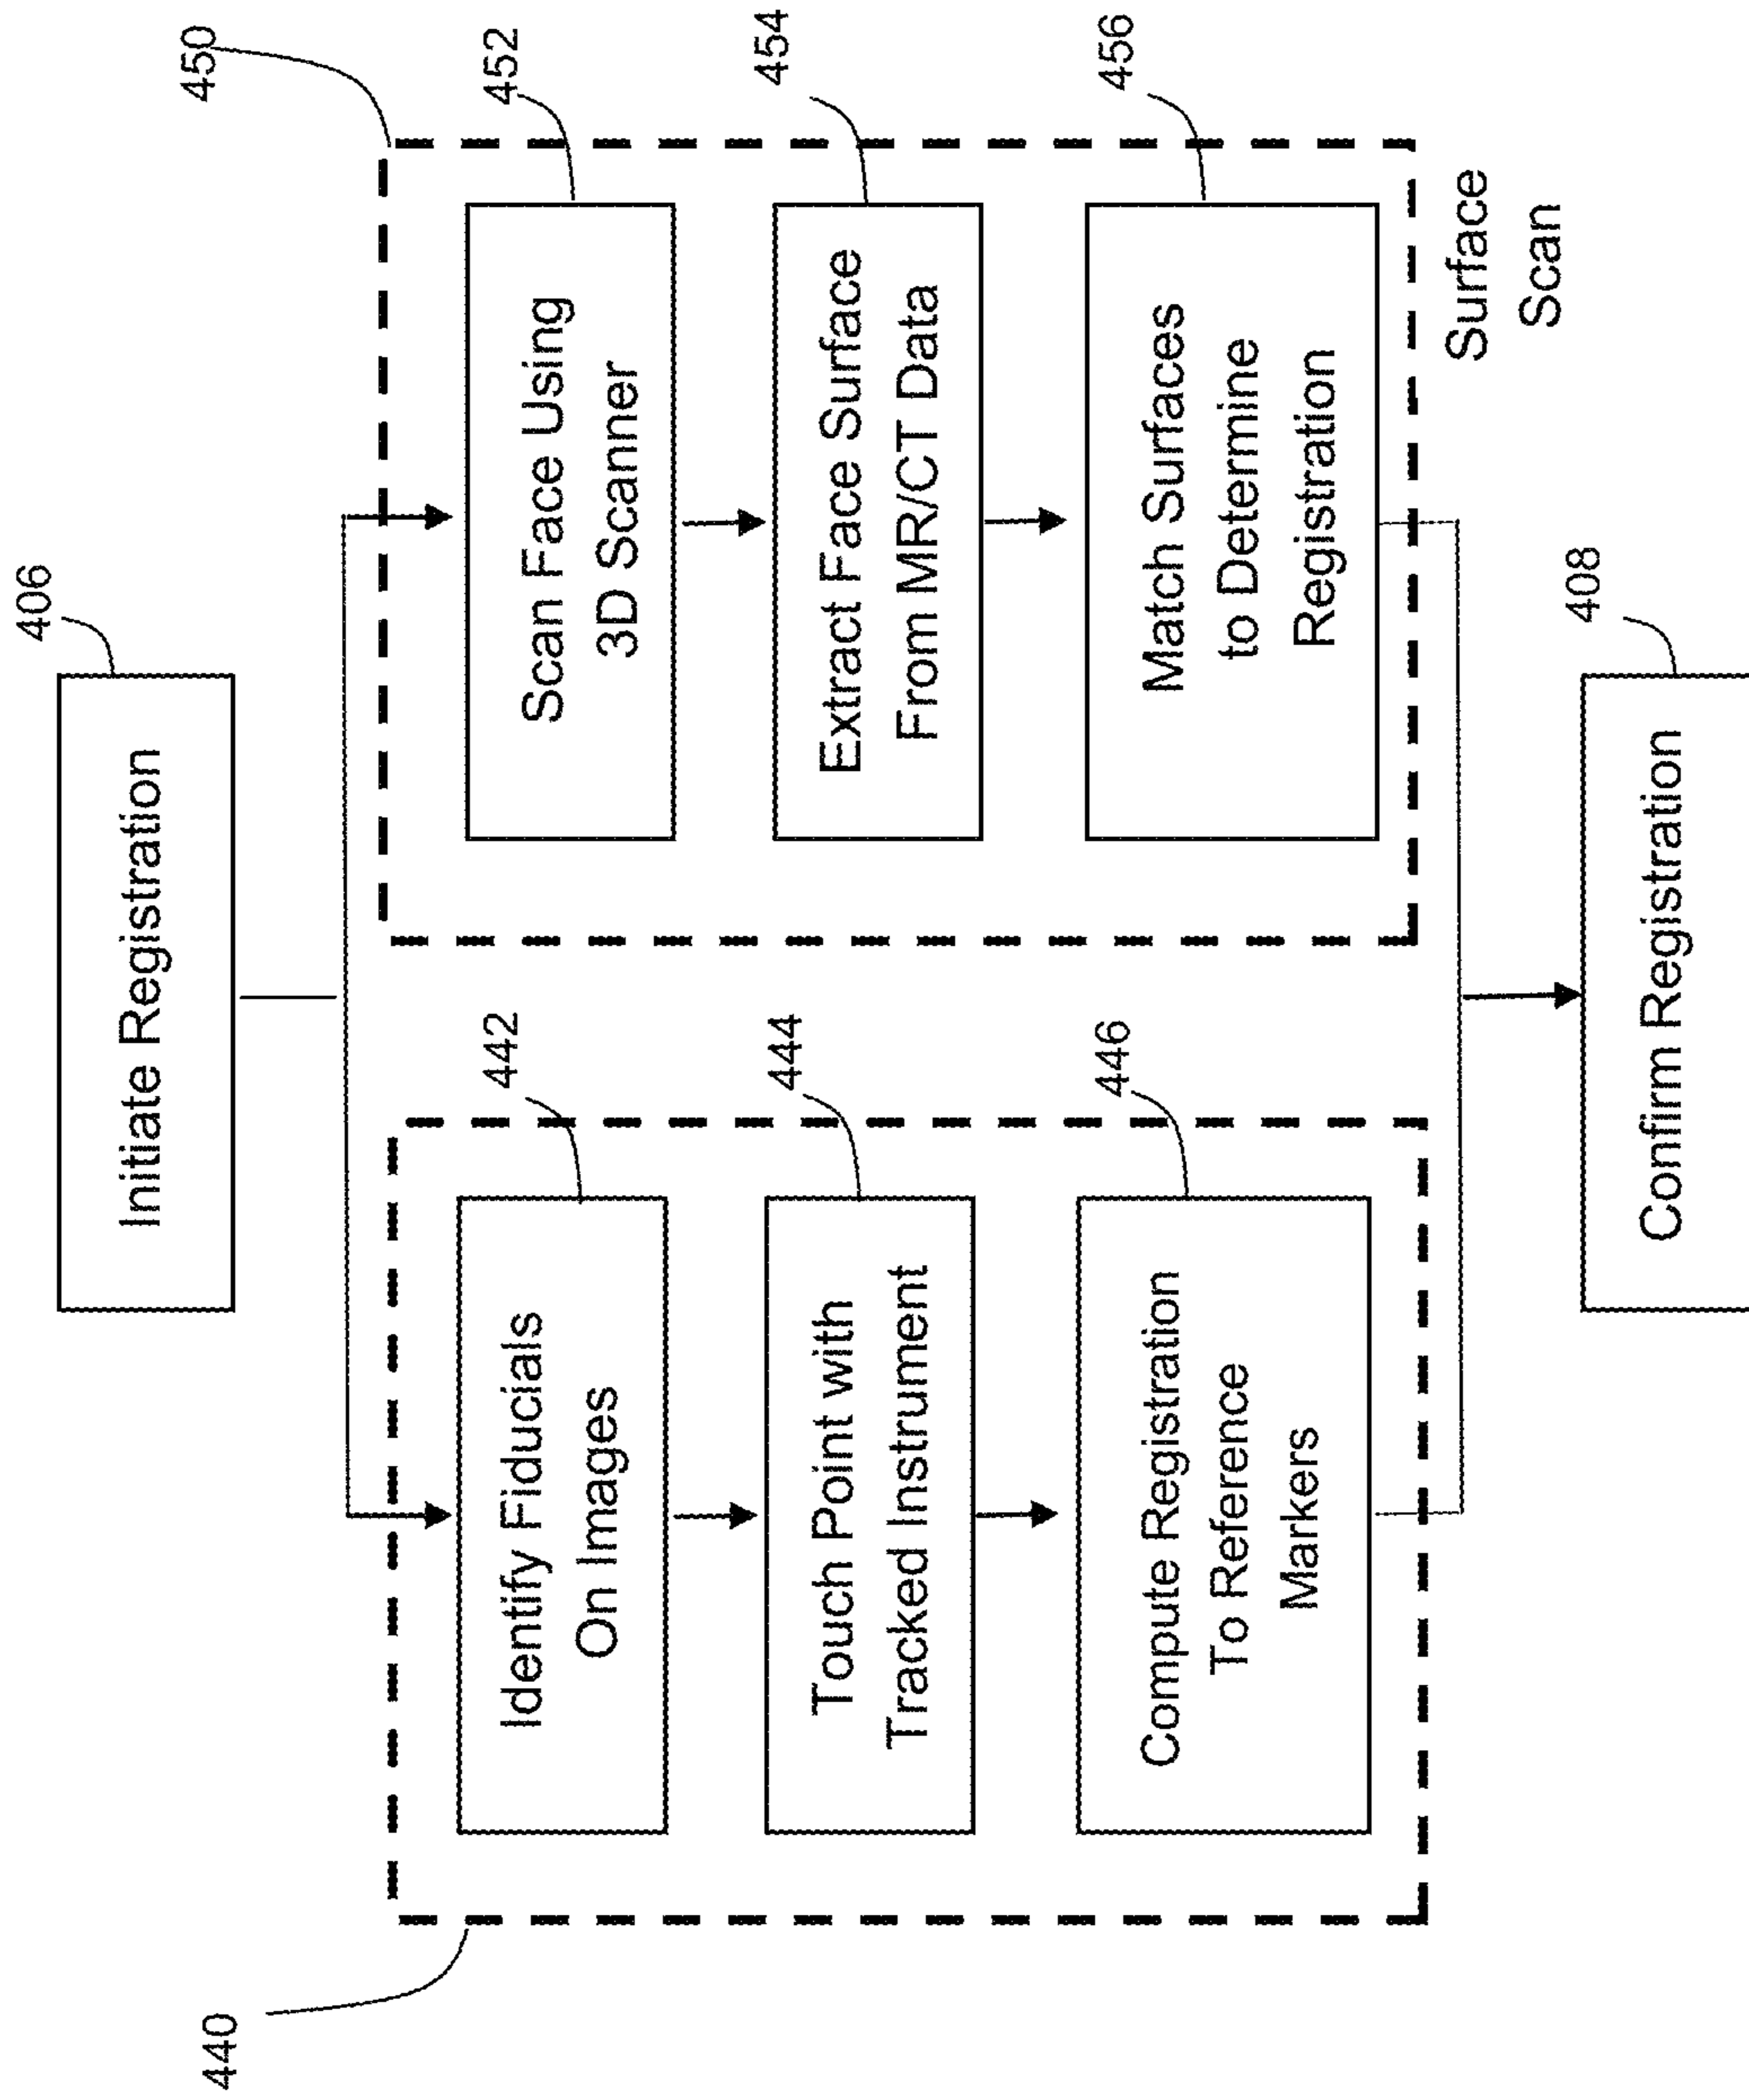 406
Initiate Registration
450
440
442
Identify Fiducials
On Images
444
Touch Point with
Tracked Instrument
446
Compute Registration
To Reference
Markers
452
Scan Face Using
3D Scanner
454
Extract Face Surface
From MR/CT Data
456
Match Surfaces
to Determine
Registration
Surface
Scan
408
Confirm Registration